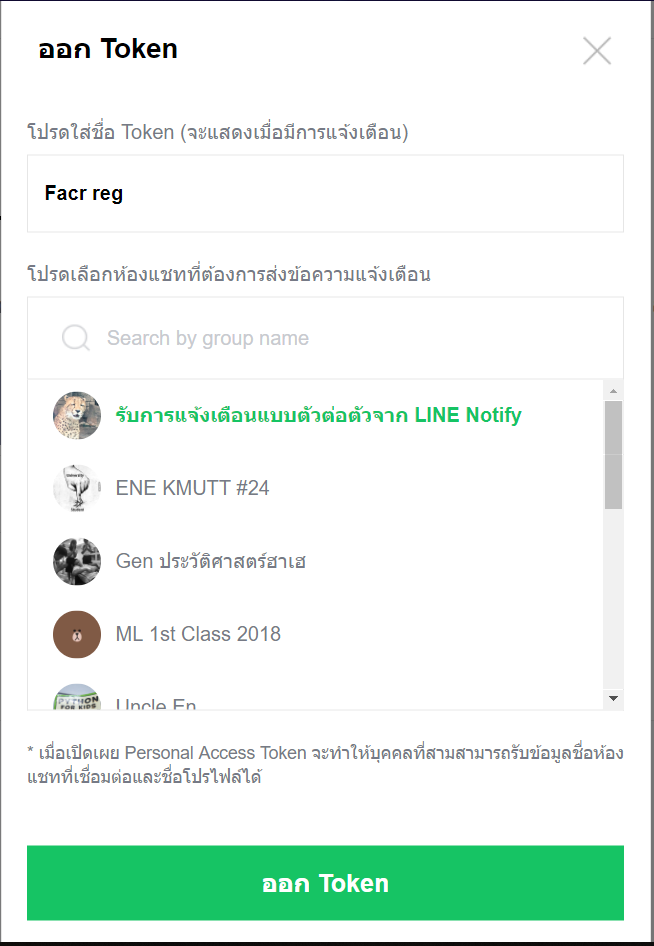 ออก Token
โปรดใส่ชื่อ Token (จะแสดงเมื่อมีการแจ้งเตือน)
Facr reg
โปรดเลือกห้องแชทที่ต้องการส่งข้อความแจ้งเตือน
Search by group name
รับการแจ้งเตือนแบบตัวต่อตัวจาก LINE Notify
ENE KMUTT #24
Gen ประวัติศาสตร์ฮาเฮ
ML 1st Class 2018
PYTHON
FOR KIDS
Uncle En
* เมื่อเปิดเผย Personal Access Token จะทำให้บุคคลที่สามสามารถรับข้อมูลชื่อห้อง
แชทที่เชื่อมต่อและชื่อโปรไฟล์ได้
ออก Token